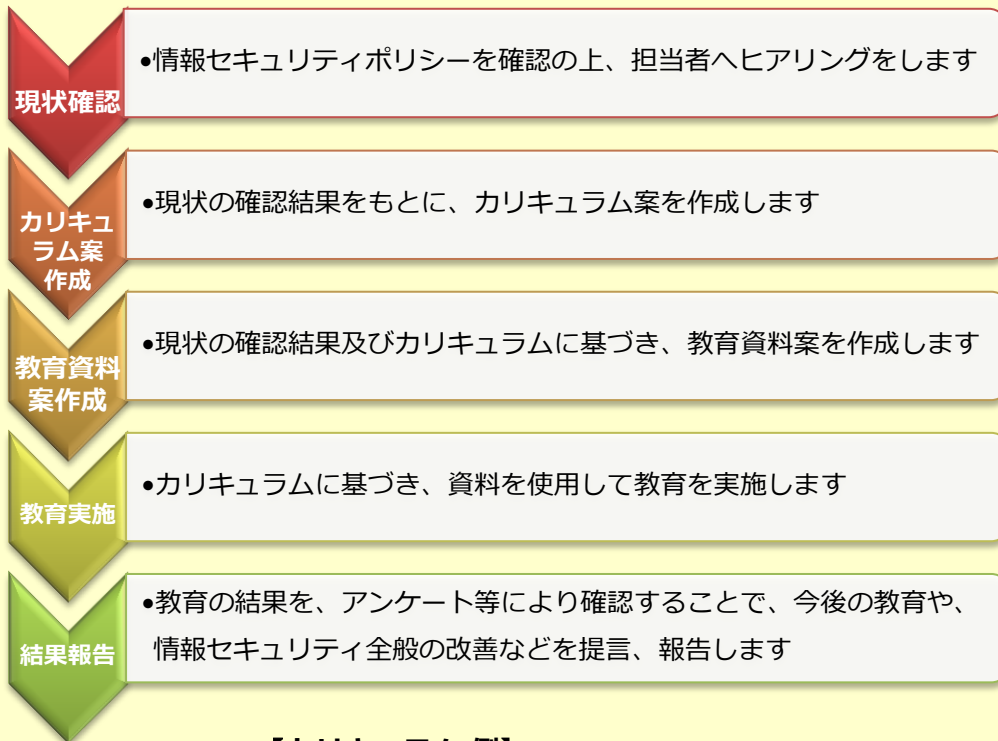 現状確認
•情報セキュリティポリシーを確認の上、担当者へヒアリングをします
カリキュ
ラム案
作成
•現状の確認結果をもとに、カリキュラム案を作成します
教育資料
案作成
•現状の確認結果及びカリキュラムに基づき、教育資料案を作成します
教育実施
•カリキュラムに基づき、資料を使用して教育を実施します
結果報告
•教育の結果を、アンケート等により確認することで、今後の教育や、
情報セキュリティ全般の改善などを提言、報告します